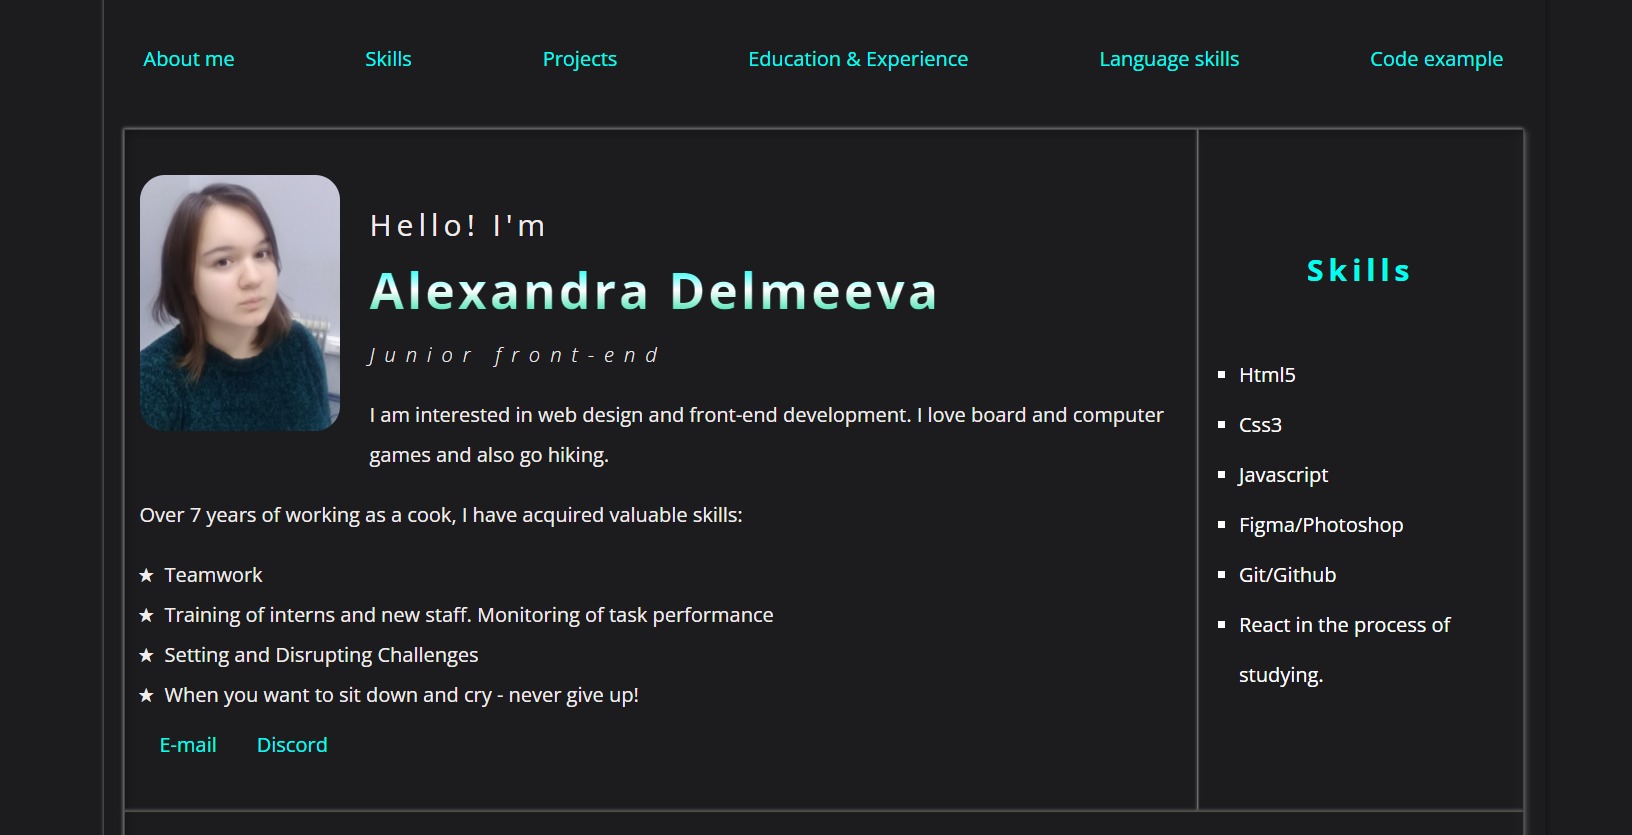 About me Skills Projects Education & Experience Language skills Code example
Hello! I'm
Alexandra Delmeeva
Junior front-end
I am interested in web design and front-end development. I love board and computer
games and also go hiking.
Over 7 years of working as a cook, I have acquired valuable skills:
★ Teamwork
★ Training of interns and new staff. Monitoring of task performance
★ Setting and Disrupting Challenges
★ When you want to sit down and cry - never give up!
E-mail Discord
Skills
▪ Html5
▪ Css3
▪ Javascript
▪ Figma/Photoshop
▪ Git/Github
▪ React in the process of
studying.